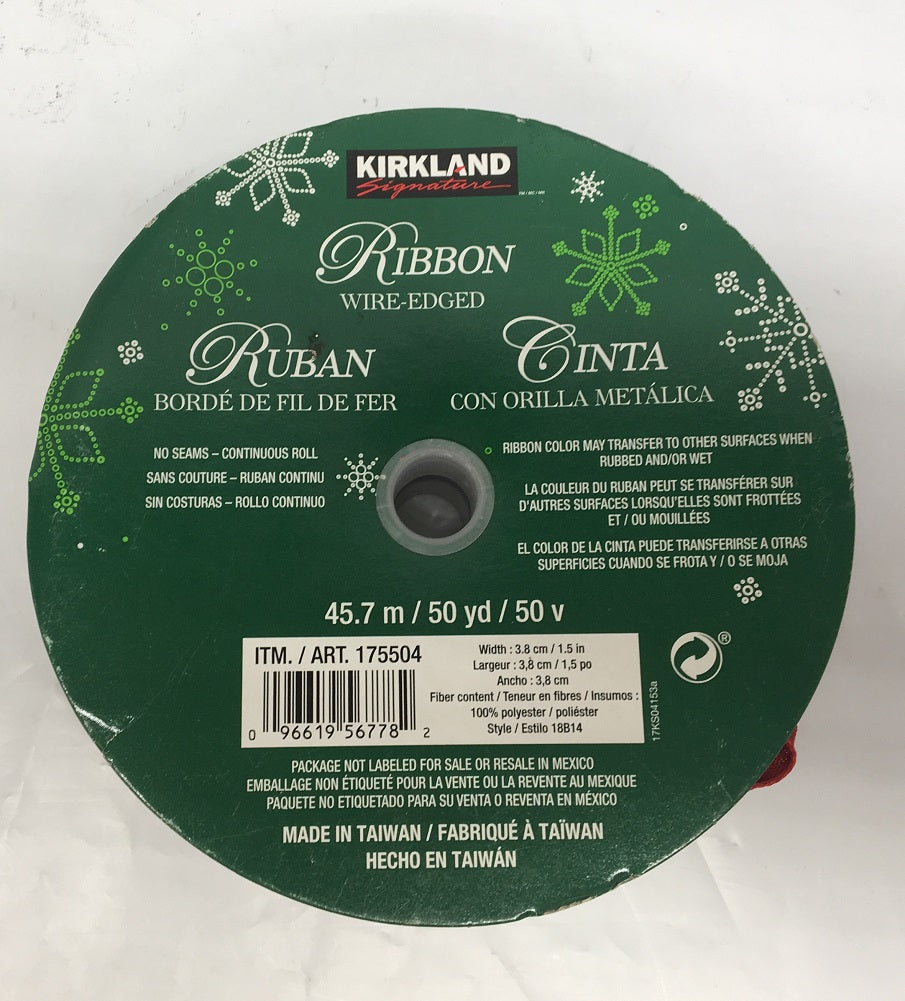 KIRKLAND
Signature
TM / MC / MR
RIBBON
WIRE-EDGED
RUBAN
BORDÉ DE FIL DE FER
CINTA
CON ORILLA METÁLICA
NO SEAMS – CONTINUOUS ROLL
SANS COUTURE – RUBAN CONTINU
SIN COSTURAS – ROLLO CONTINUO
RIBBON COLOR MAY TRANSFER TO OTHER SURFACES WHEN
RUBBED AND/OR WET
LA COULEUR DU RUBAN PEUT SE TRANSFÉRER SUR
D'AUTRES SURFACES LORSQU'ELLES SONT FROTTÉES
ET / OU MOUILLÉES
EL COLOR DE LA CINTA PUEDE TRANSFERIRSE A OTRAS
SUPERFICIES CUANDO SE FROTA Y / O SE MOJA
45.7 m / 50 yd / 50 v
ITM. / ART. 175504
0 96619 56778 2
Width : 3.8 cm / 1.5 in
Largeur : 3,8 cm / 1,5 po
Ancho : 3,8 cm
Fiber content / Teneur en fibres / Insumos :
100% polyester / poliéster
Style / Estilo 18B14
®
17KS04153a
PACKAGE NOT LABELED FOR SALE OR RESALE IN MEXICO
EMBALLAGE NON ÉTIQUETÉ POUR LA VENTE OU LA REVENTE AU MEXIQUE
PAQUETE NO ETIQUETADO PARA SU VENTA O REVENTA EN MÉXICO
MADE IN TAIWAN / FABRIQUÉ À TAÏWAN
HECHO EN TAIWÁN